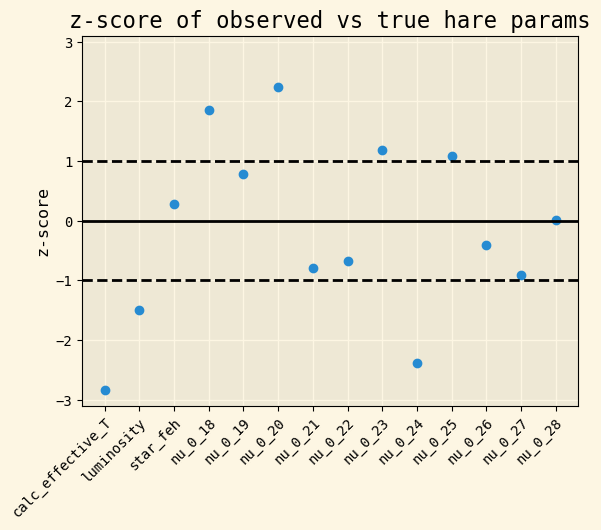 z-score of observed vs true hare params
z-score
3
2
1
0
−1
−2
−3
calc_effective_T
luminosity
star_feh
nu_0_18
nu_0_19
nu_0_20
nu_0_21
nu_0_22
nu_0_23
nu_0_24
nu_0_25
nu_0_26
nu_0_27
nu_0_28